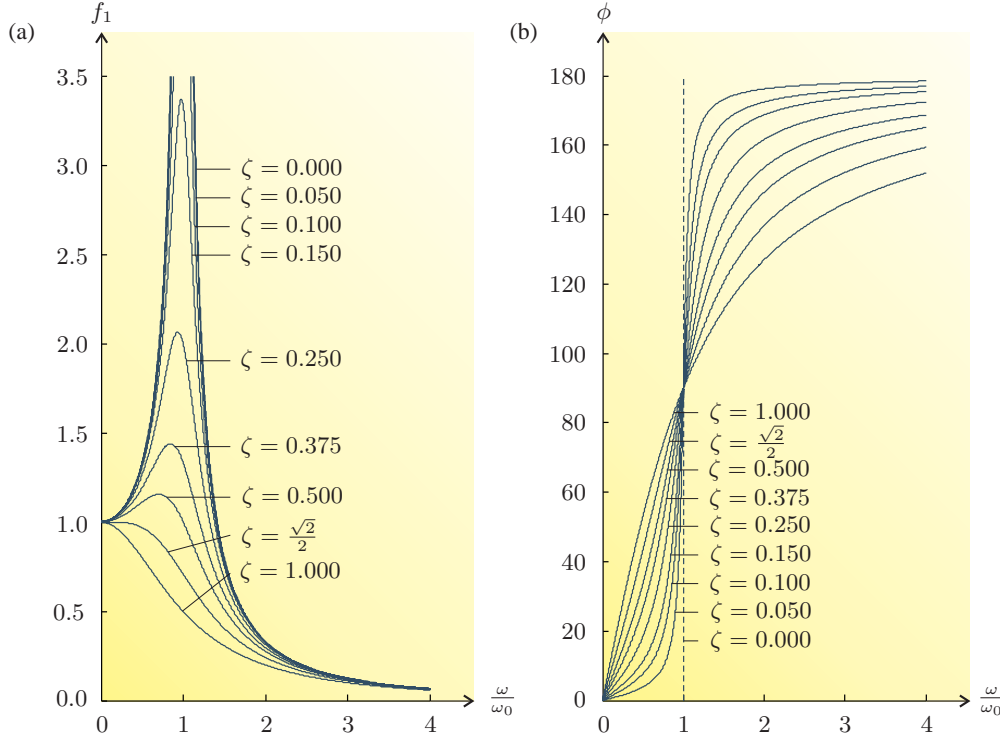 (a)
f₁
3.5
3.0
2.5
2.0
1.5
1.0
0.5
0.0
0 1 2 3 4
ω/ω₀
ζ = 0.000
ζ = 0.050
ζ = 0.100
ζ = 0.150
ζ = 0.250
ζ = 0.375
ζ = 0.500
ζ = √2/2
ζ = 1.000
(b)
ϕ
180
160
140
120
100
80
60
40
20
0
0 1 2 3 4
ω/ω₀
ζ = 1.000
ζ = √2/2
ζ = 0.500
ζ = 0.375
ζ = 0.250
ζ = 0.150
ζ = 0.100
ζ = 0.050
ζ = 0.000